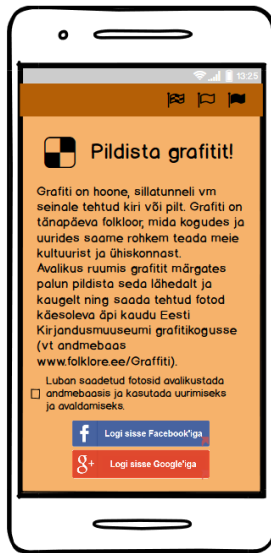 13:25
Pildista grafitit!
Grafiti on hoone, sillatunneli vm
seinale tehtud kiri või pilt. Grafiti on
tänapäeva folkloor, mida kogudes ja
uurides saame rohkem teada meie
kultuurist ja ühiskonnast.
Avalikus ruumis grafitit märgates
palun pildista seda lähedalt ja
kaugelt ning saada tehtud fotod
käesoleva äpi kaudu Eesti
Kirjandusmuuseumi grafitikogusse
(vt andmebaas
www.folklore.ee/Graffiti).
Luban saadetud fotosid avalikustada
andmebaasis ja kasutada uurimiseks
ja avaldamiseks.
f Logi sisse Facebook'iga
g+ Logi sisse Google'iga